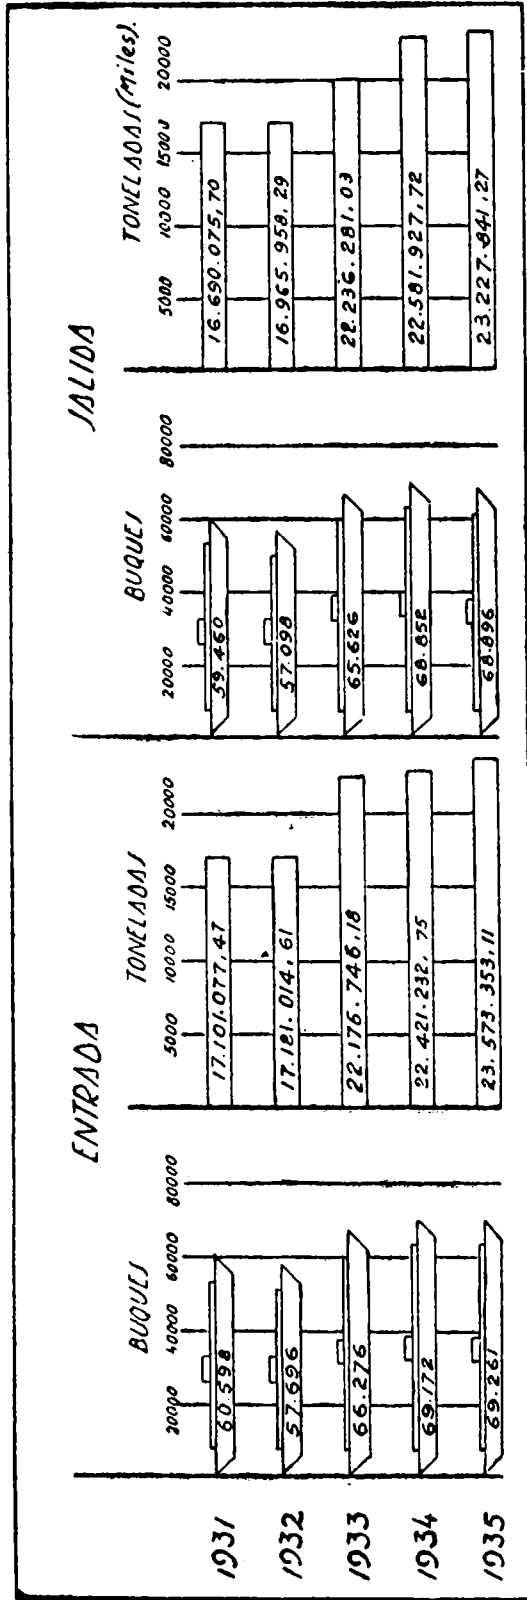 ENTRADA SALIDA
BUQUES TONELADAS BUQUES TONELADAS (Miles).
20000 40000 60000 80000 5000 10000 15000 20000 20000 40000 60000 80000 5000 10000 15000 20000
1931 60.598 17.101.077,47 59.460 16.690.075,70
1932 57.696 17.181.014,61 57.098 16.965.958.29
1933 66.276 22.176.746,18 65.626 22.236.281.03
1934 69.172 22.421.232,75 68.852 22.581.927,72
1935 69.261 23.573.353,11 68.896 23.227.841,27